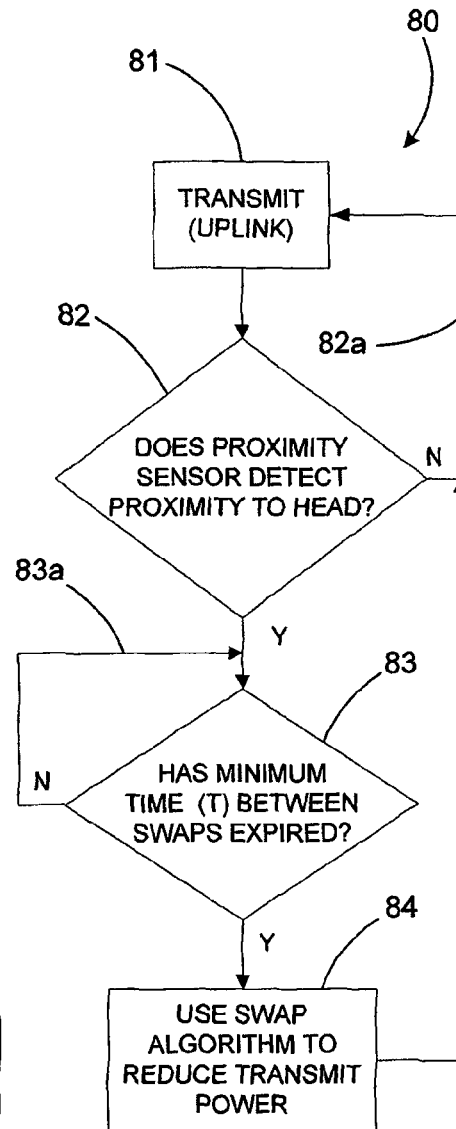 80
81
TRANSMIT
(UPLINK)
82
82a
DOES PROXIMITY
SENSOR DETECT
PROXIMITY TO HEAD?
N
83a
Y
83
N
HAS MINIMUM
TIME (T) BETWEEN
SWAPS EXPIRED?
Y
84
USE SWAP
ALGORITHM TO
REDUCE TRANSMIT
POWER